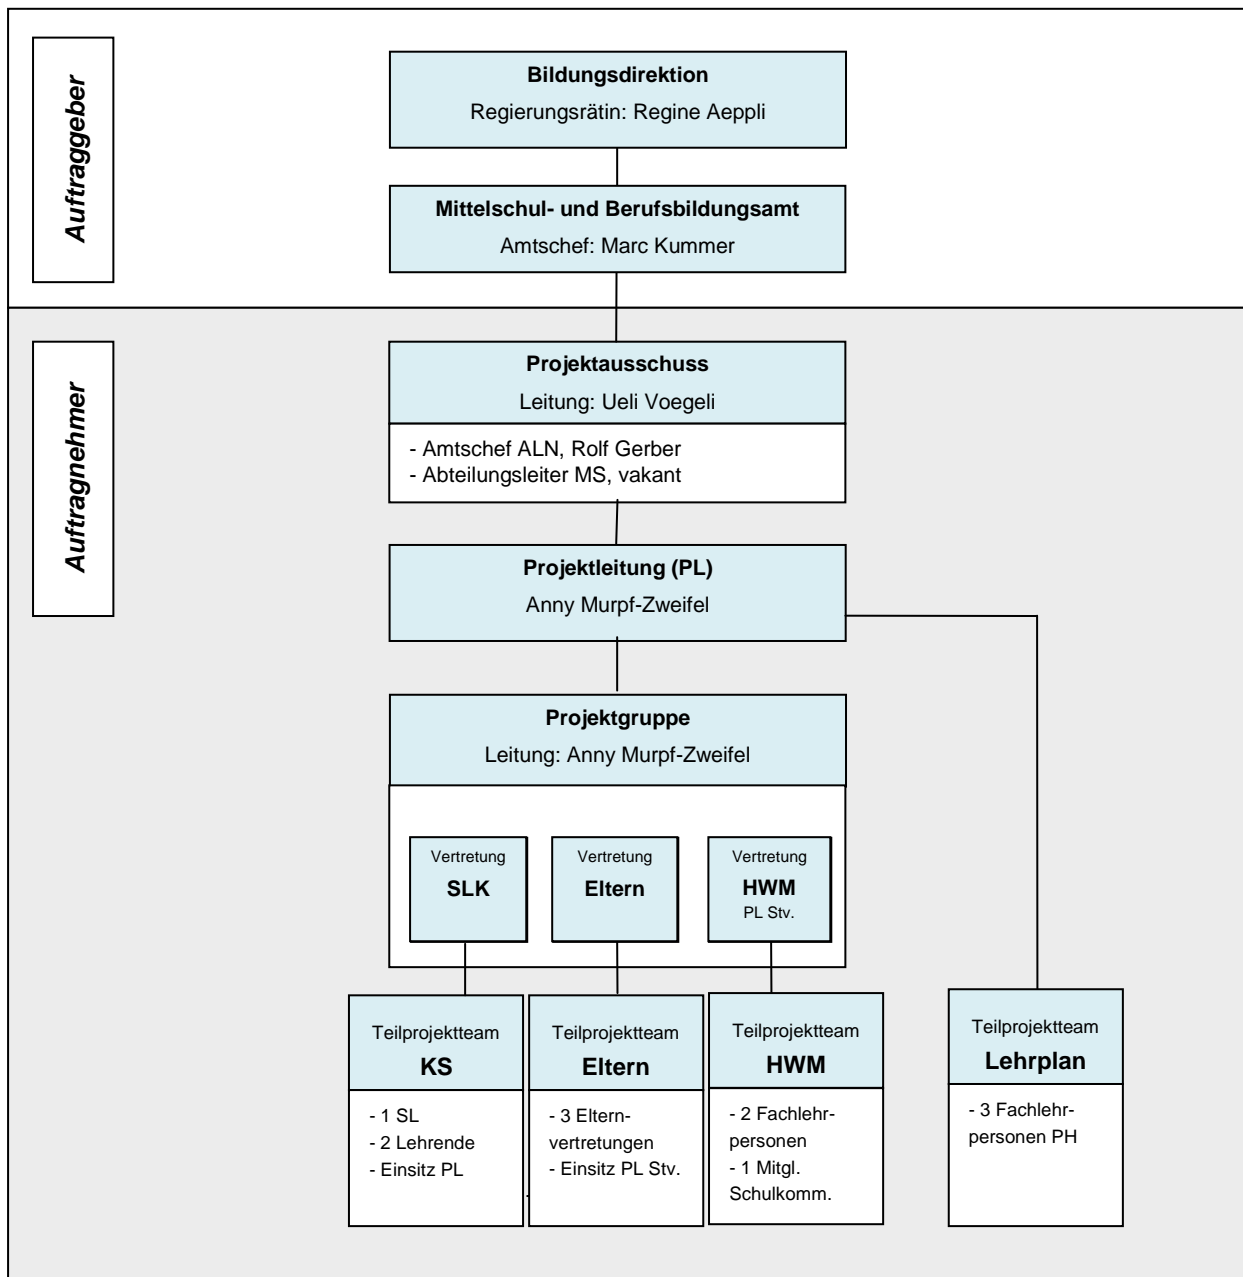 Auftraggeber
Bildungsdirektion
Regierungsrätin: Regine Aeppli
Mittelschul- und Berufsbildungsamt
Amtschef: Marc Kummer
Auftragnehmer
Projektausschuss
Leitung: Ueli Voegeli
- Amtschef ALN, Rolf Gerber
- Abteilungsleiter MS, vakant
Projektleitung (PL)
Anny Murpf-Zweifel
Projektgruppe
Leitung: Anny Murpf-Zweifel
Vertretung
SLK
Vertretung
Eltern
Vertretung
HWM
PL Stv.
Teilprojektteam
KS
- 1 SL
- 2 Lehrende
- Einsitz PL
Teilprojektteam
Eltern
- 3 Eltern-
vertretungen
- Einsitz PL Stv.
Teilprojektteam
HWM
- 2 Fachlehr-
personen
- 1 Mitgl.
Schulkomm.
Teilprojektteam
Lehrplan
- 3 Fachlehr-
personen PH